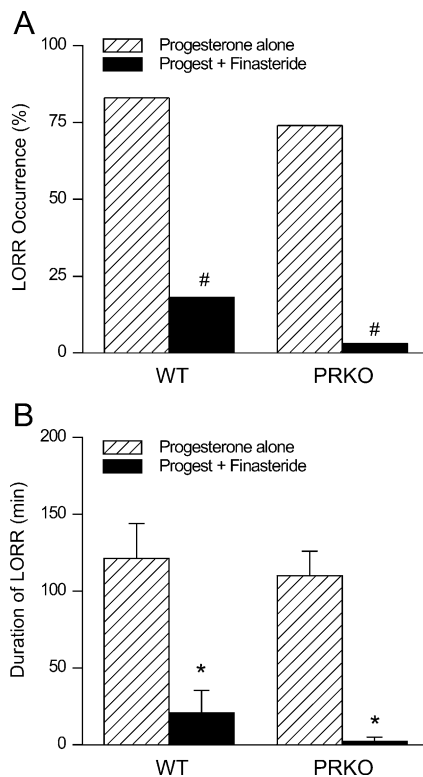 A
100
75
50
25
0
LORR Occurrence (%)
Progesterone alone
Progest + Finasteride
#
#
WT
PRKO
B
200
150
100
50
0
Duration of LORR (min)
Progesterone alone
Progest + Finasteride
*
*
WT
PRKO